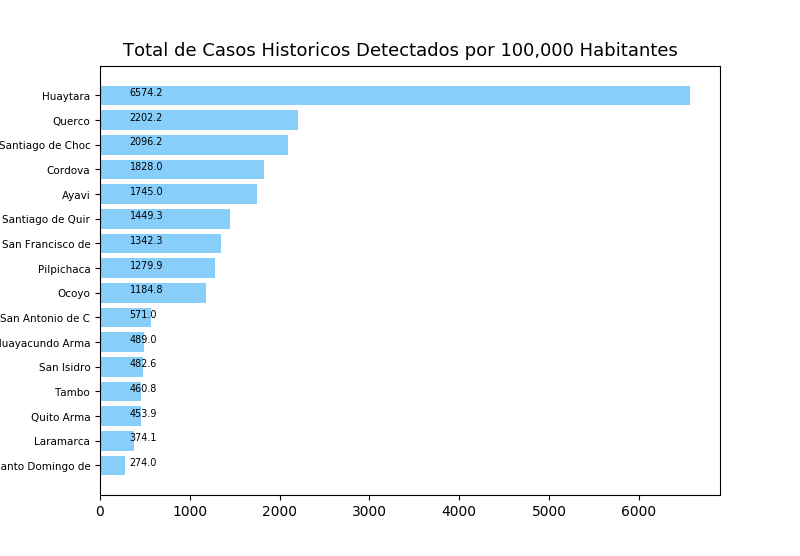 Total de Casos Historicos Detectados por 100,000 Habitantes
Huaytara 6574.2
Querco 2202.2
Santiago de Choc 2096.2
Cordova 1828.0
Ayavi 1745.0
Santiago de Quir 1449.3
San Francisco de 1342.3
Pilpichaca 1279.9
Ocoyo 1184.8
San Antonio de C 571.0
Huayacundo Arma 489.0
San Isidro 482.6
Tambo 460.8
Quito Arma 453.9
Laramarca 374.1
anto Domingo de 274.0
0 1000 2000 3000 4000 5000 6000